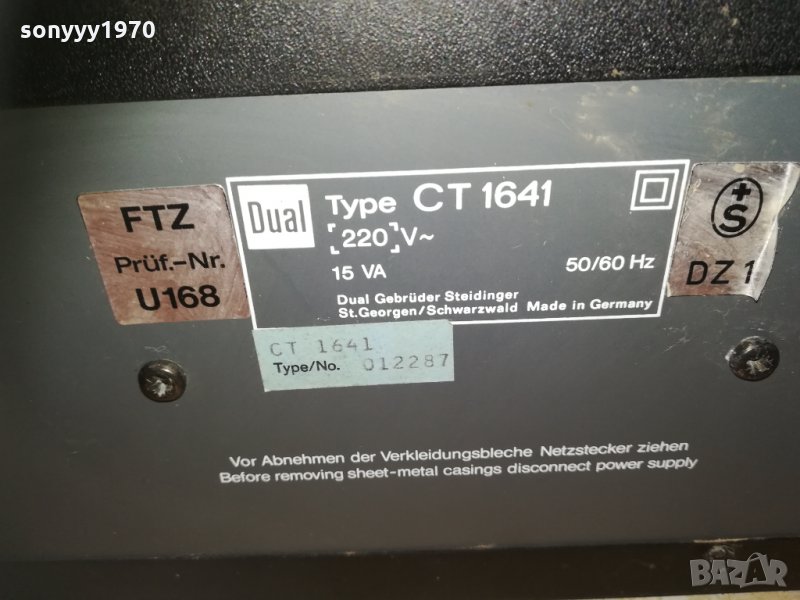 sonyyy1970
FTZ
Prüf.-Nr.
U168
Dual
Type CT 1641
[220]V~
15 VA
50/60 Hz
Dual Gebrüder Steidinger
St.Georgen/Schwarzwald Made in Germany
+S
DZ 1
CT 1641
Type/No. 012287
Vor Abnehmen der Verkleidungsbleche Netzstecker ziehen
Before removing sheet-metal casings disconnect power supply
BAZAR